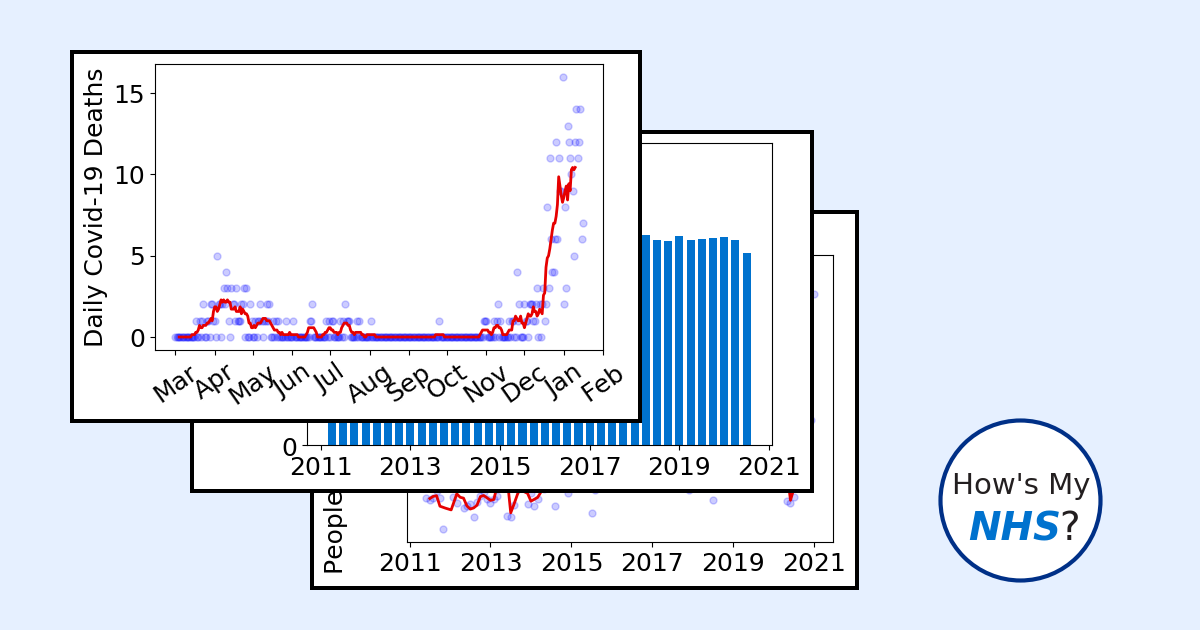 Daily Covid-19 Deaths
15
10
5
0
Mar Apr May Jun Jul Aug Sep Oct Nov Dec Jan Feb
0
2011 2013 2015 2017 2019 2021
People
2011 2013 2015 2017 2019 2021
How's My
NHS?